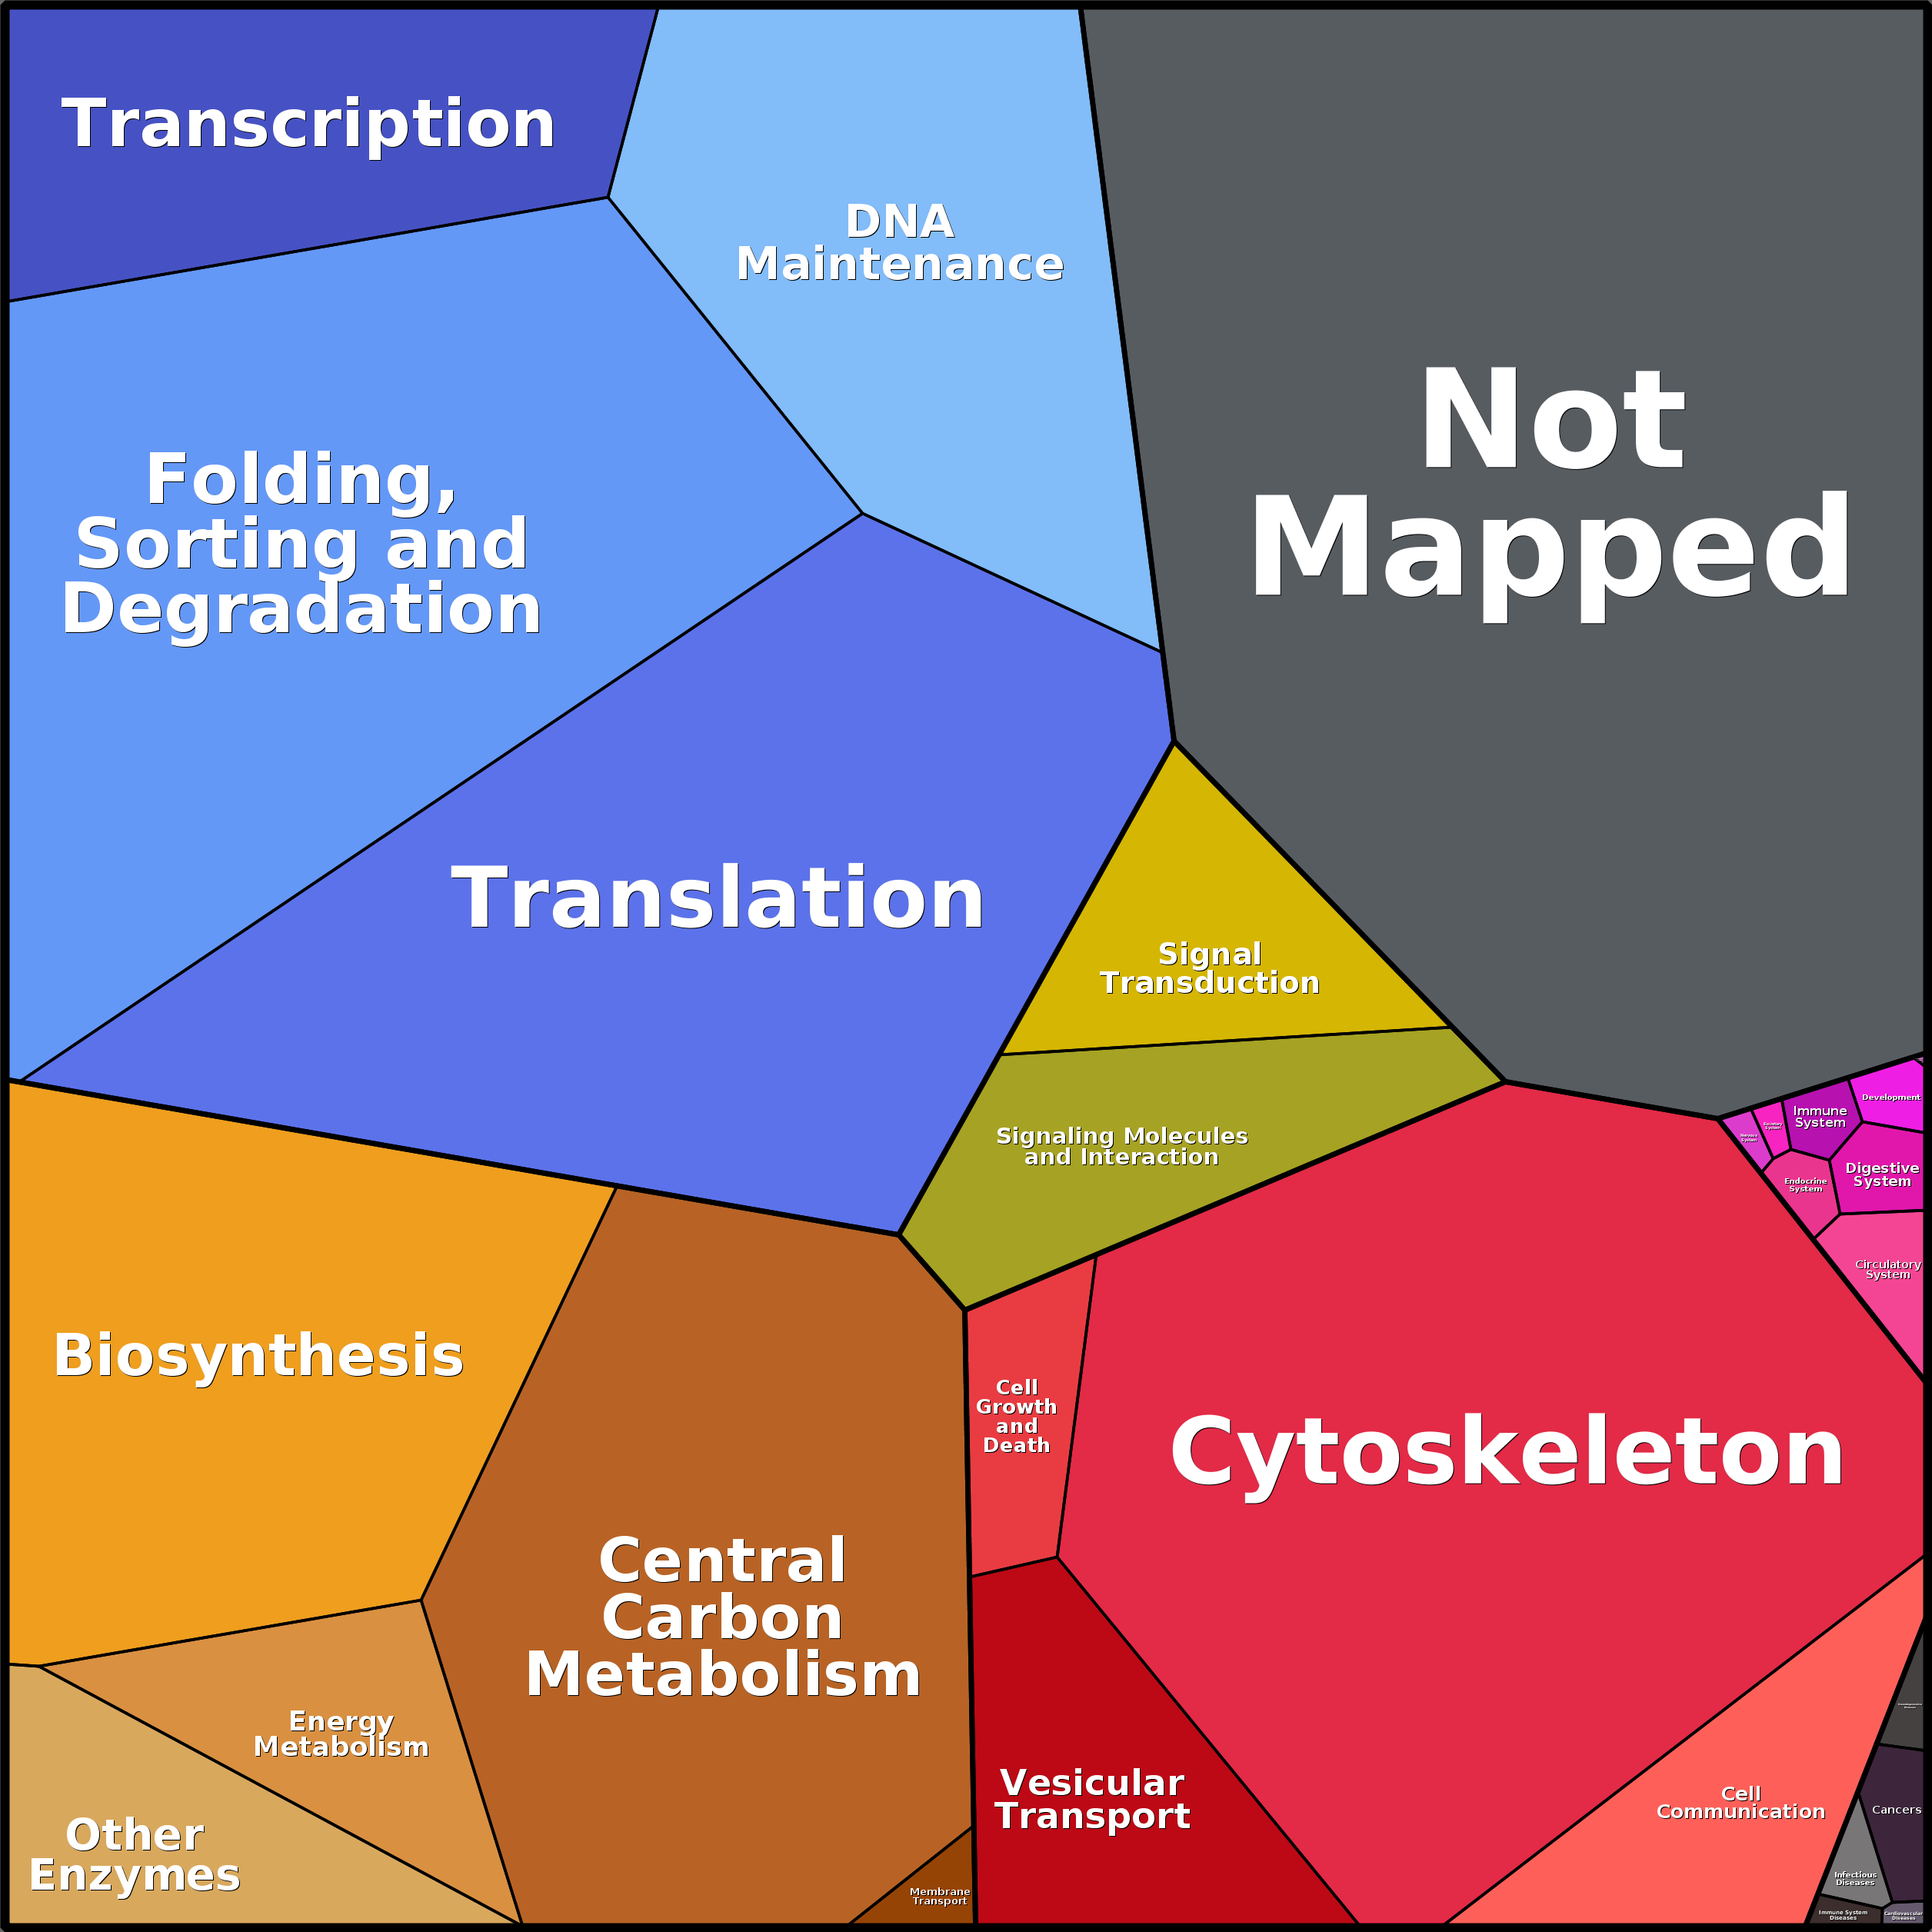 Transcription
DNA
Maintenance
Not
Mapped
Folding,
Sorting and
Degradation
Translation
Signal
Transduction
Signaling Molecules
and Interaction
Development
Immune
System
Digestive
System
Endocrine
System
Circulatory
System
Biosynthesis
Cell
Growth
and
Death
Cytoskeleton
Central
Carbon
Metabolism
Energy
Metabolism
Other
Enzymes
Vesicular
Transport
Membrane
Transport
Cell
Communication
Cancers
Infectious
Diseases
Immune System
Diseases
Cardiovascular
Diseases